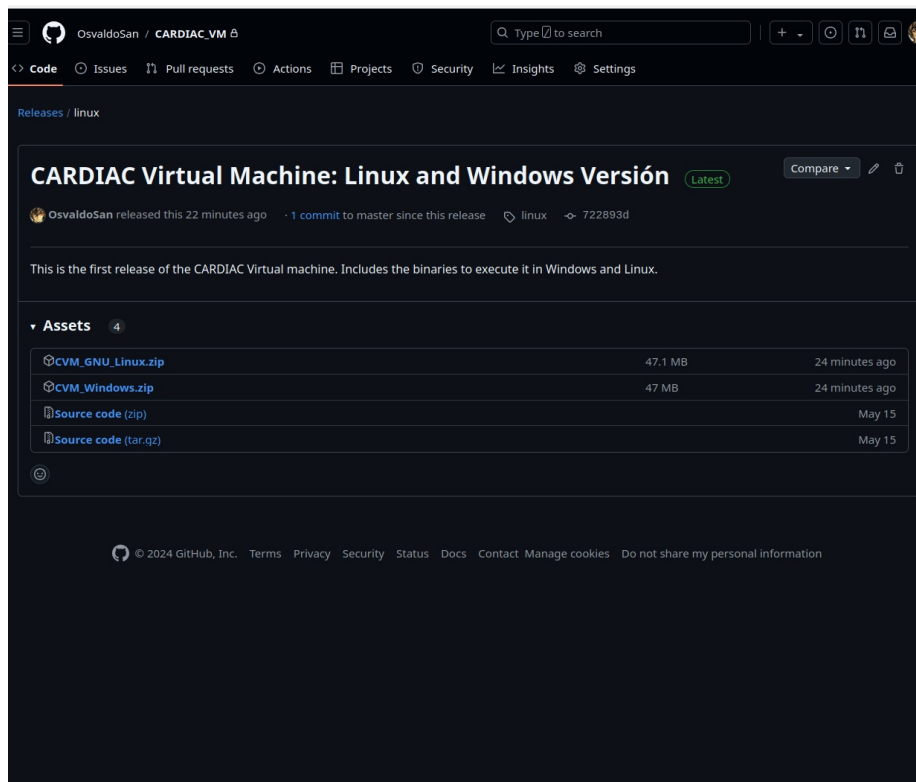 OsvaldoSan / CARDIAC_VM
Type / to search
Code Issues Pull requests Actions Projects Security Insights Settings
Releases / linux
CARDIAC Virtual Machine: Linux and Windows Versión Latest
Compare
OsvaldoSan released this 22 minutes ago · 1 commit to master since this release linux 722893d
This is the first release of the CARDIAC Virtual machine. Includes the binaries to execute it in Windows and Linux.
Assets 4
CVM_GNU_Linux.zip 47.1 MB 24 minutes ago
CVM_Windows.zip 47 MB 24 minutes ago
Source code (zip) May 15
Source code (tar.gz) May 15
© 2024 GitHub, Inc. Terms Privacy Security Status Docs Contact Manage cookies Do not share my personal information